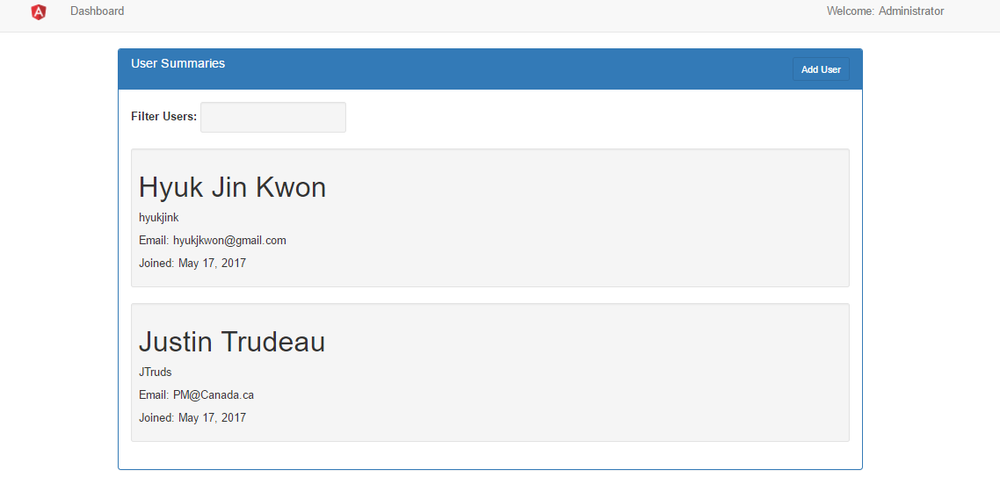 Dashboard
Welcome: Administrator
User Summaries
Add User
Filter Users:
Hyuk Jin Kwon
hyukjink
Email: hyukjkwon@gmail.com
Joined: May 17, 2017
Justin Trudeau
JTruds
Email: PM@Canada.ca
Joined: May 17, 2017